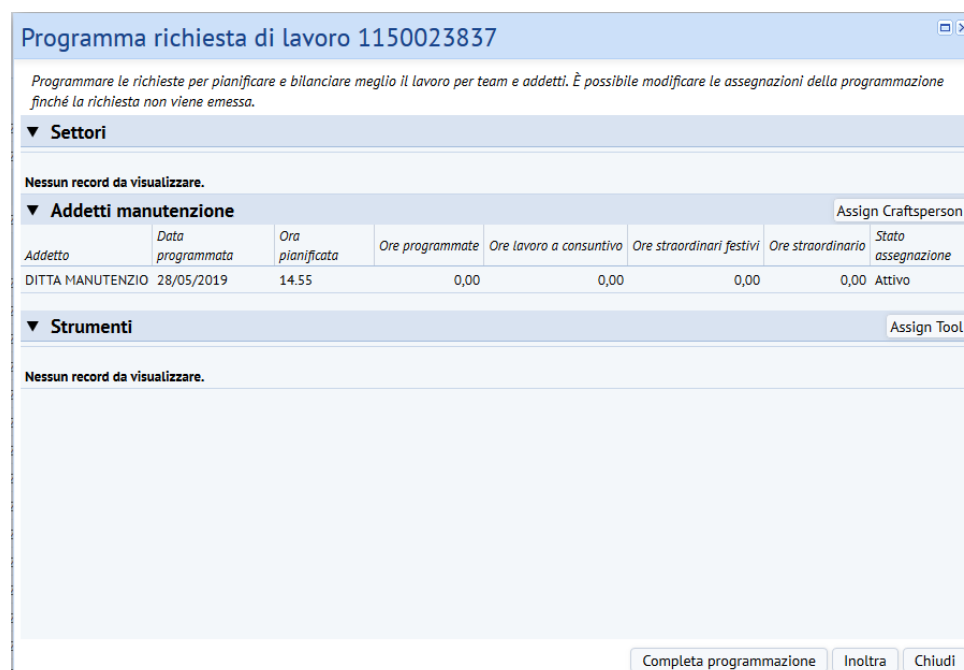 Programma richiesta di lavoro 1150023837
Programmare le richieste per pianificare e bilanciare meglio il lavoro per team e addetti. È possibile modificare le assegnazioni della programmazione
finché la richiesta non viene emessa.
▼ Settori
Nessun record da visualizzare.
▼ Addetti manutenzione Assign Craftsperson
Addetto Data programmata Ora pianificata Ore programmate Ore lavoro a consuntivo Ore straordinari festivi Ore straordinario Stato assegnazione
DITTA MANUTENZIO 28/05/2019 14.55 0,00 0,00 0,00 0,00 Attivo
▼ Strumenti Assign Tool
Nessun record da visualizzare.
Completa programmazione Inoltra Chiudi